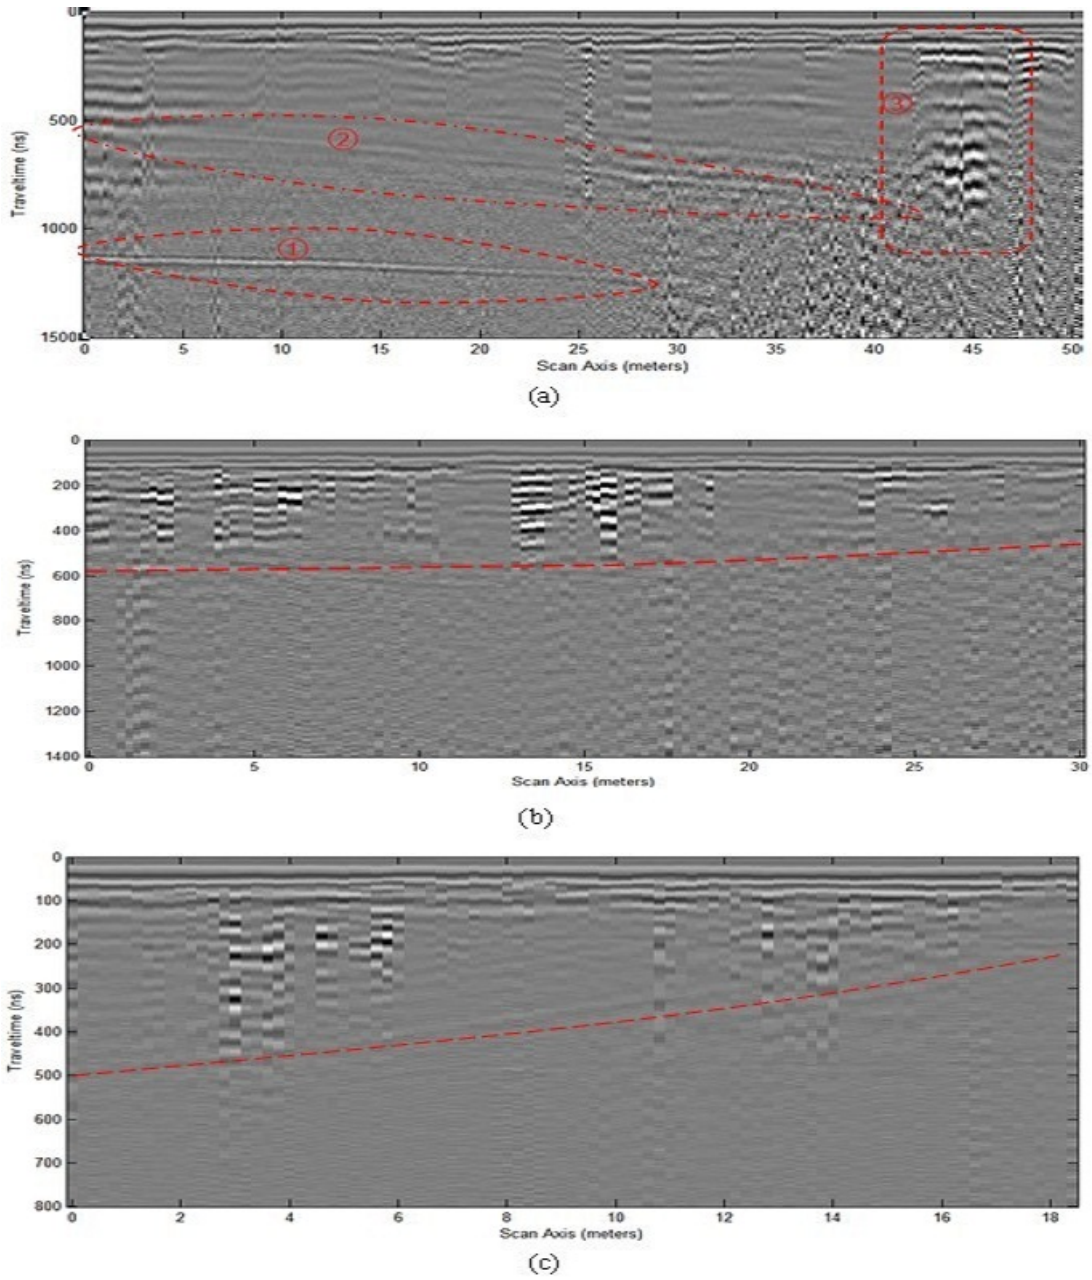 0
500
1000
1500
Traveltime (ns)
①
②
③
0 5 10 15 20 25 30 35 40 45 50
Scan Axis (meters)
(a)
0
200
400
600
800
1000
1200
1400
Traveltime (ns)
0 5 10 15 20 25 30
Scan Axis (meters)
(b)
0
100
200
300
400
500
600
700
800
Traveltime (ns)
0 2 4 6 8 10 12 14 16 18
Scan Axis (meters)
(c)